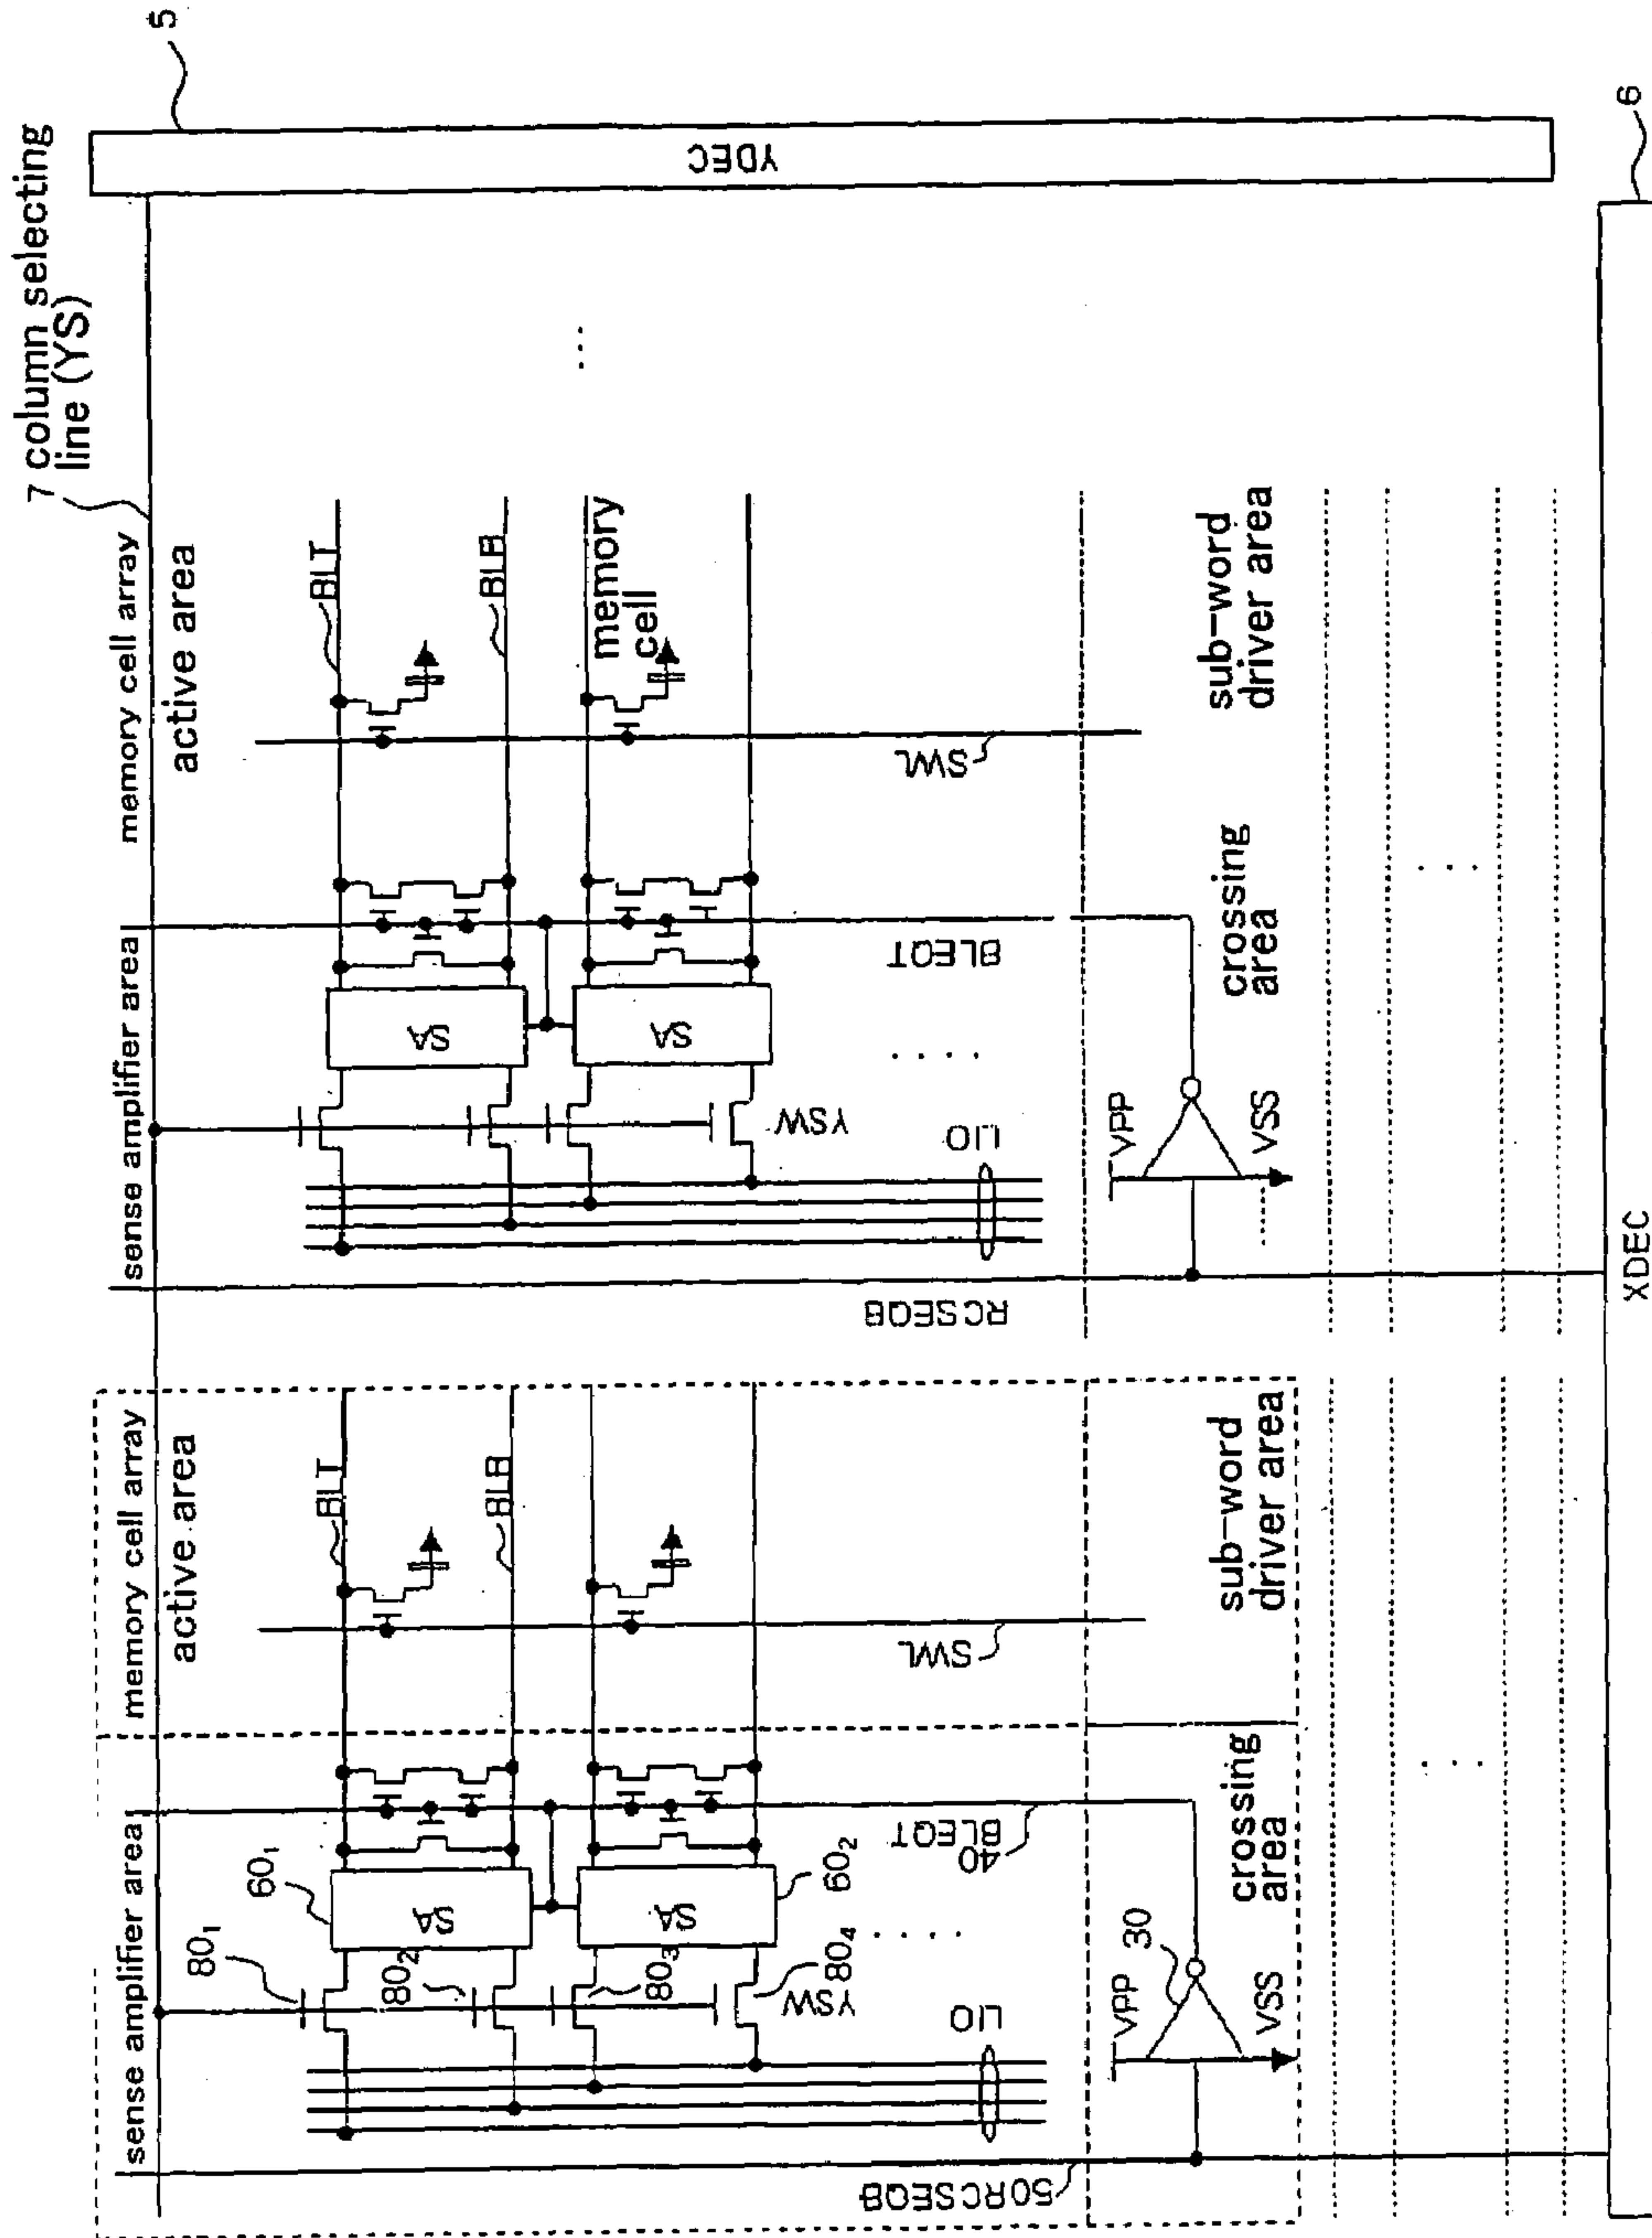 7 column selecting
line (YS)
5
YDEC
6
XDEC
sense amplifier area
memory cell array
active area
BLT
BLB
memory
cell
SWL
BLEQT
SA
SA
YSW
LIO
RCSEQB
VPP
VSS
crossing
area
sub-word
driver area
sense amplifier area
memory cell array
active area
BLT
BLB
SWL
BLEQT
40
60₁
SA
60₂
SA
80₁
80₂
80₃
80₄
YSW
LIO
50RCSEQB
VPP
30
VSS
crossing
area
sub-word
driver area